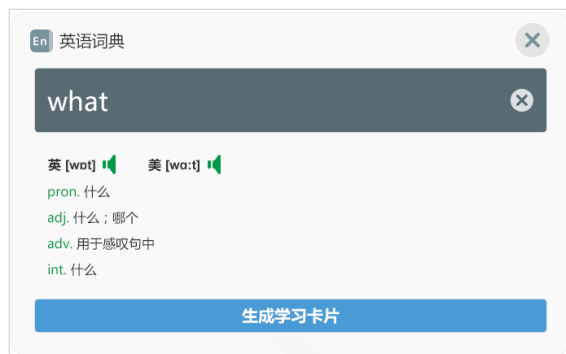 En 英语词典
what
英 [wɒt] 美 [wɑːt]
pron. 什么
adj. 什么；哪个
adv. 用于感叹句中
int. 什么
生成学习卡片